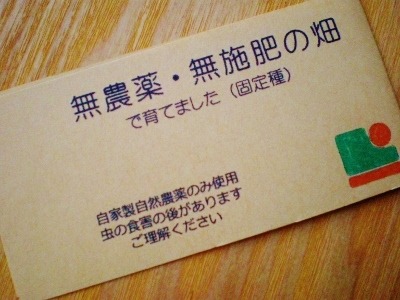 無農薬・無施肥の畑
で育てました（固定種）
自家製自然農薬のみ使用
虫の食害の後があります
ご理解ください